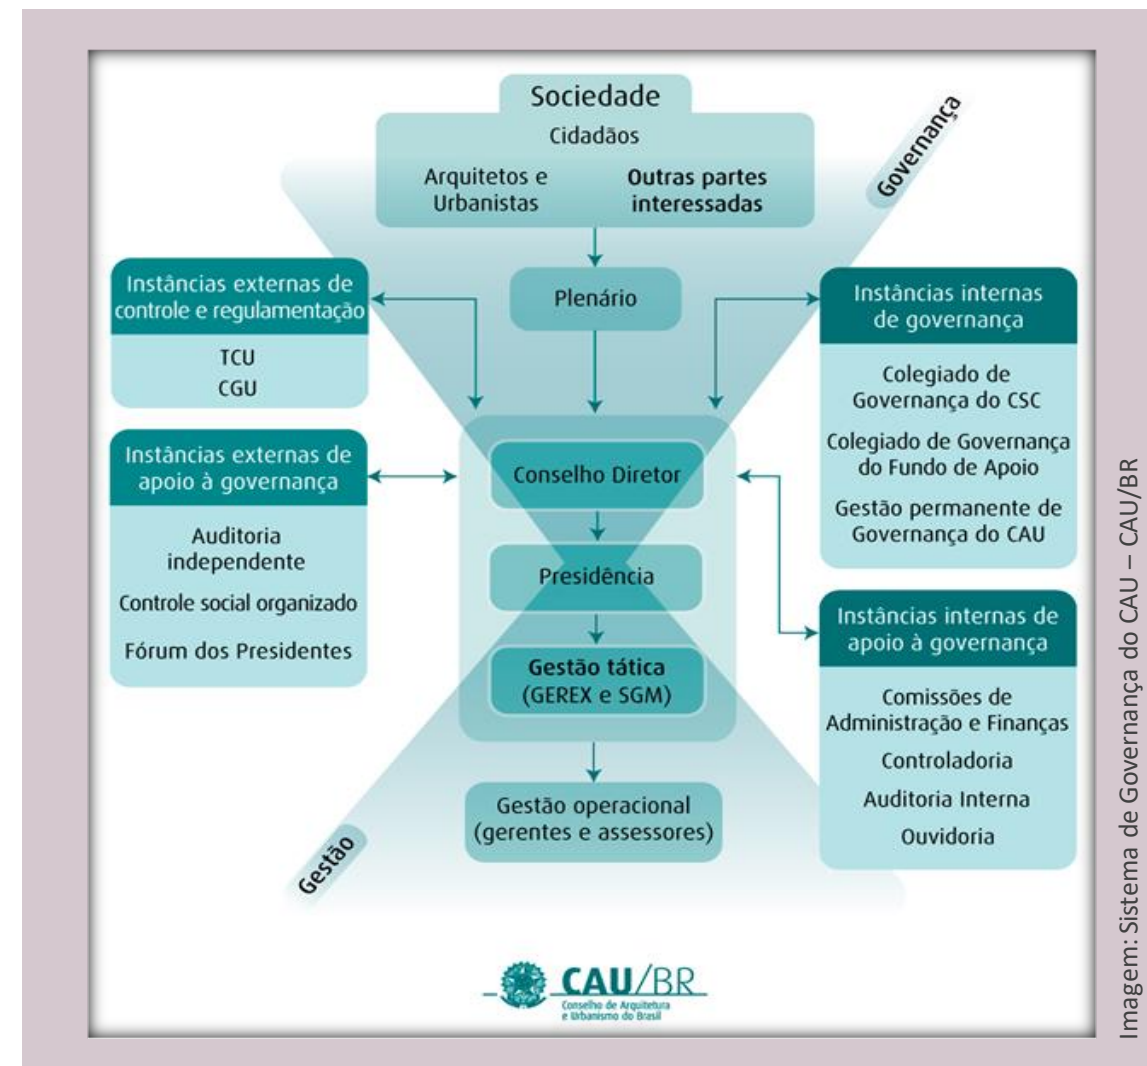 Sociedade
Cidadãos
Arquitetos e
Urbanistas
Outras partes
interessadas
Governança
Plenário
Instâncias externas de
controle e regulamentação
TCU
CGU
Instâncias externas de
apoio à governança
Auditoria
independente
Controle social organizado
Fórum dos Presidentes
Conselho Diretor
Presidência
Gestão tática
(GEREX e SGM)
Gestão operacional
(gerentes e assessores)
Gestão
Instâncias internas
de governança
Colegiado de
Governança do CSC
Colegiado de Governança
do Fundo de Apoio
Gestão permanente de
Governança do CAU
Instâncias internas de
apoio à governança
Comissões de
Administração e Finanças
Controladoria
Auditoria Interna
Ouvidoria
CAU/BR
Conselho de Arquitetura
e Urbanismo do Brasil
Imagem: Sistema de Governança do CAU – CAU/BR